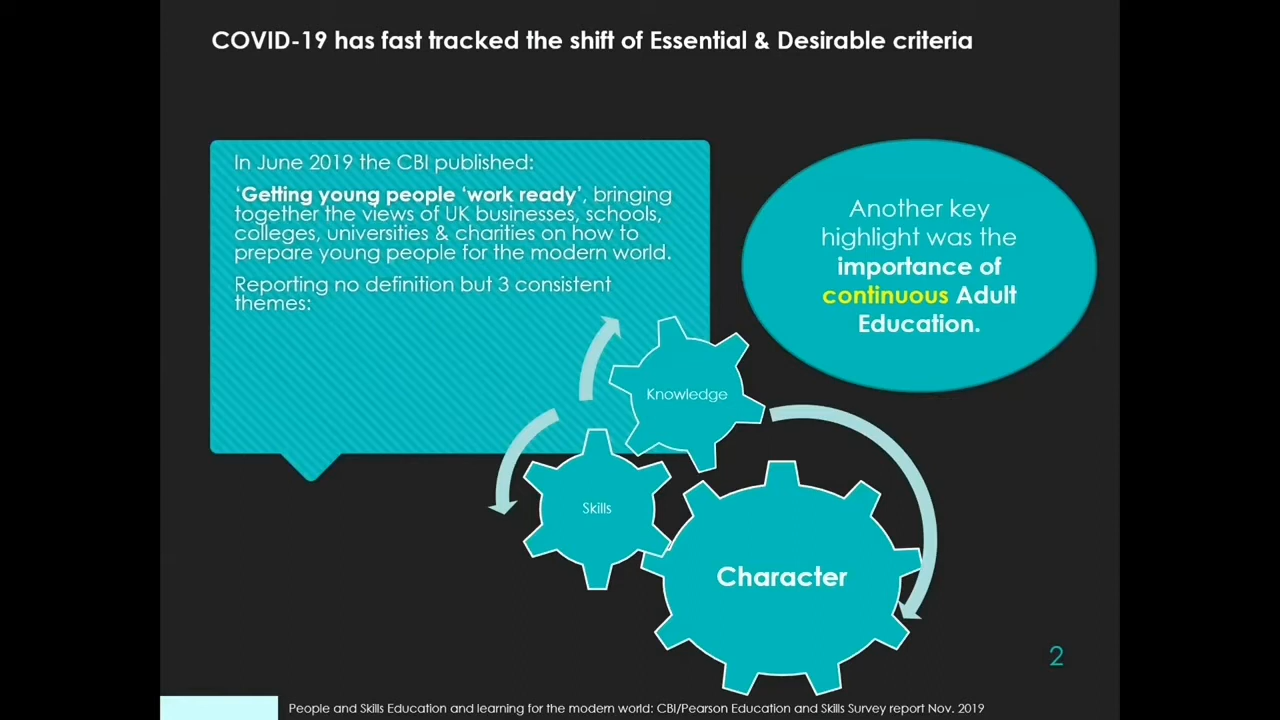 COVID-19 has fast tracked the shift of Essential & Desirable criteria
In June 2019 the CBI published:
‘Getting young people ‘work ready’, bringing
together the views of UK businesses, schools,
colleges, universities & charities on how to
prepare young people for the modern world.
Reporting no definition but 3 consistent
themes:
Another key
highlight was the
importance of
continuous Adult
Education.
Knowledge
Skills
Character
2
People and Skills Education and learning for the modern world: CBI/Pearson Education and Skills Survey report Nov. 2019